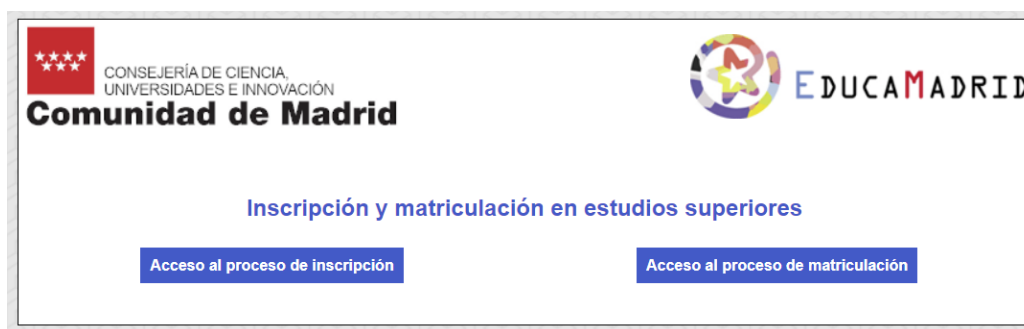 CONSEJERÍA DE CIENCIA,
UNIVERSIDADES E INNOVACIÓN
Comunidad de Madrid
EDUCAMADRID
Inscripción y matriculación en estudios superiores
Acceso al proceso de inscripción
Acceso al proceso de matriculación